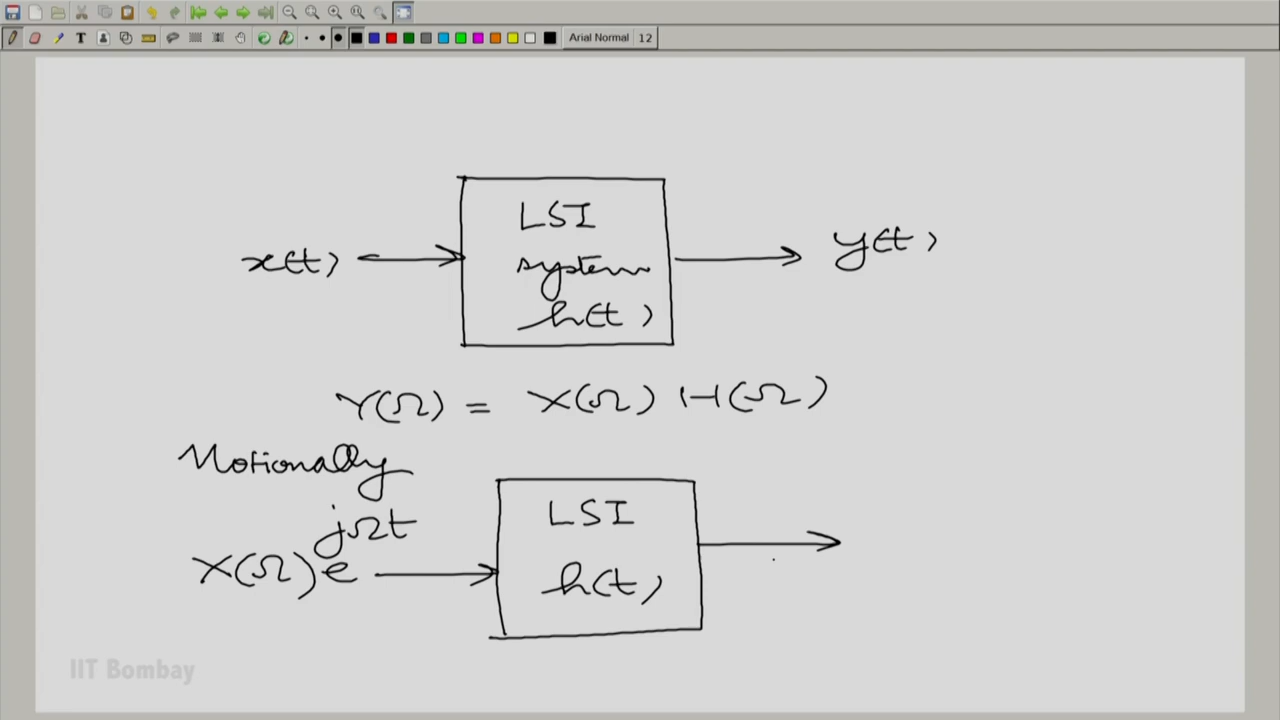 Arial Normal 12
LSI
x(t) system y(t)
h(t)
Y(Ω) = X(Ω) H(Ω)
Notionally
jΩt LSI
X(Ω)e h(t)
IIT Bombay